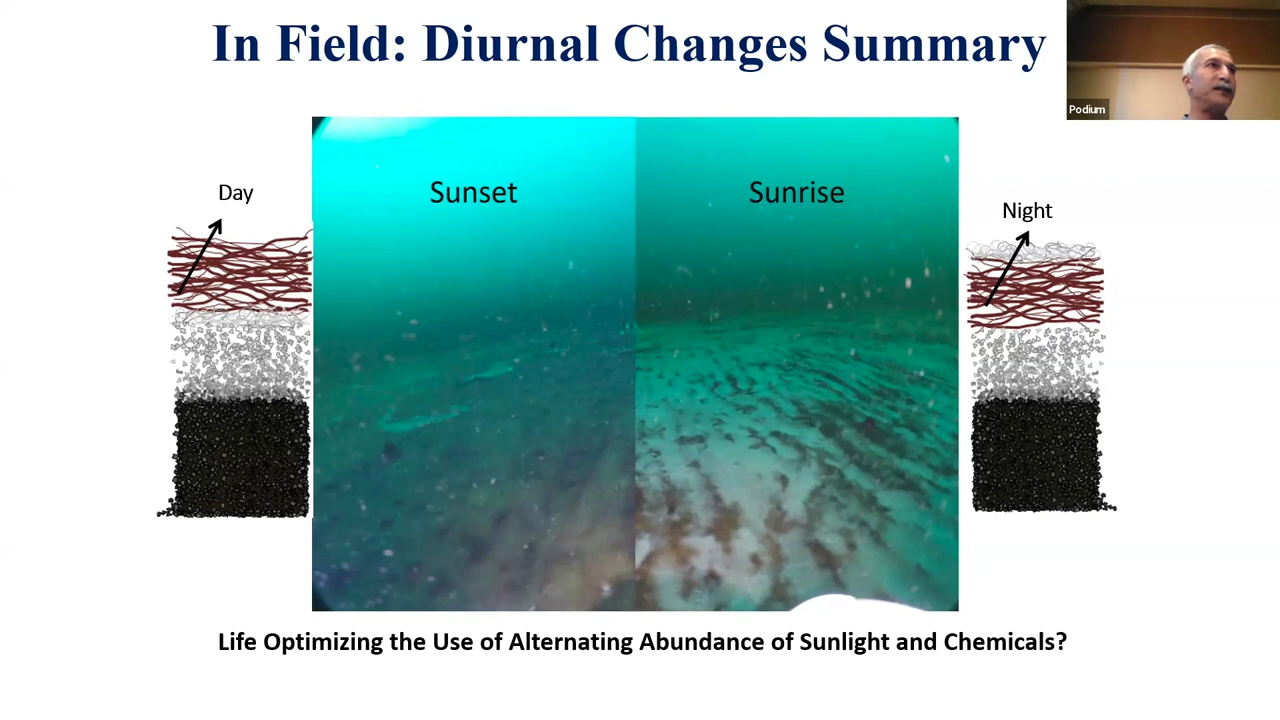 In Field: Diurnal Changes Summary
Podium
Day
Sunset
Sunrise
Night
Life Optimizing the Use of Alternating Abundance of Sunlight and Chemicals?